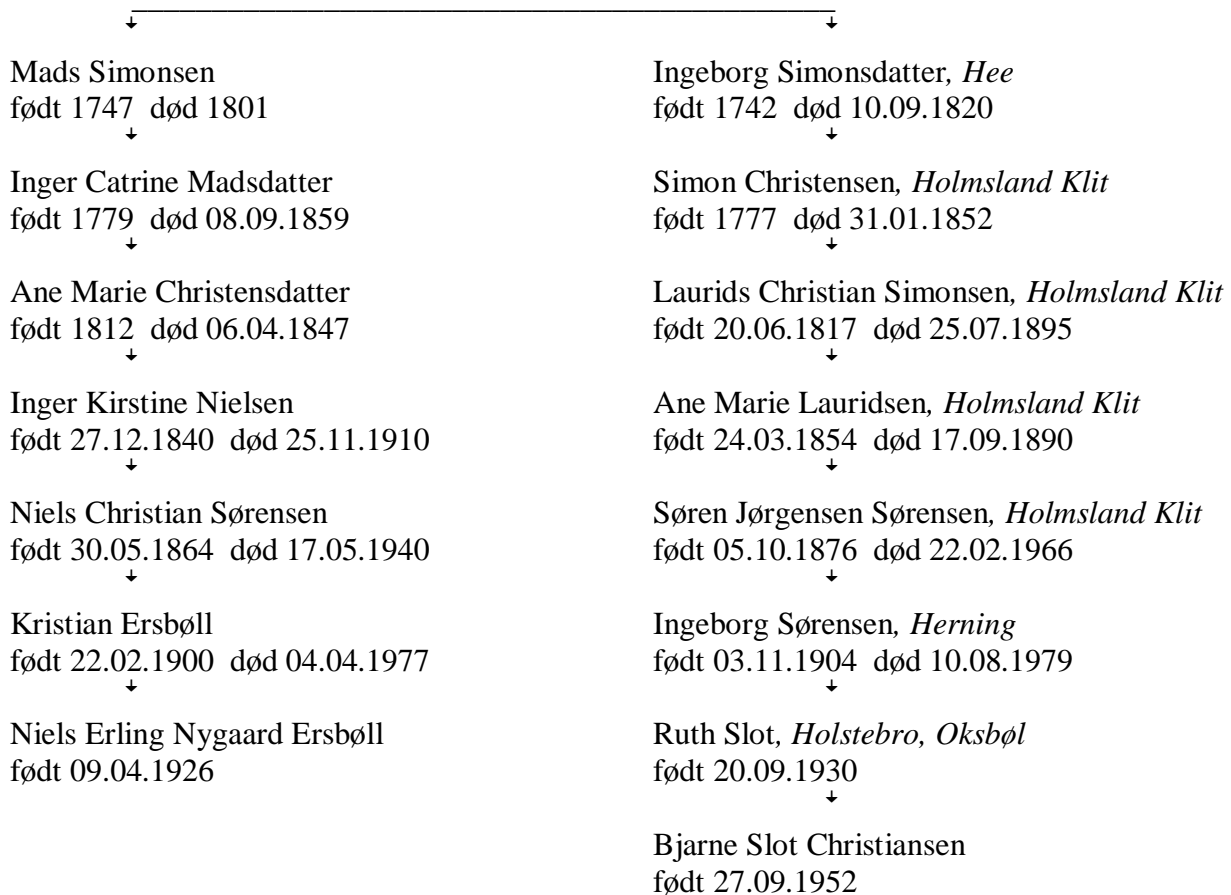 Mads Simonsen
født 1747 død 1801
Inger Catrine Madsdatter
født 1779 død 08.09.1859
Ane Marie Christensdatter
født 1812 død 06.04.1847
Inger Kirstine Nielsen
født 27.12.1840 død 25.11.1910
Niels Christian Sørensen
født 30.05.1864 død 17.05.1940
Kristian Ersbøll
født 22.02.1900 død 04.04.1977
Niels Erling Nygaard Ersbøll
født 09.04.1926
Ingeborg Simonsdatter, Hee
født 1742 død 10.09.1820
Simon Christensen, Holmsland Klit
født 1777 død 31.01.1852
Laurids Christian Simonsen, Holmsland Klit
født 20.06.1817 død 25.07.1895
Ane Marie Lauridsen, Holmsland Klit
født 24.03.1854 død 17.09.1890
Søren Jørgensen Sørensen, Holmsland Klit
født 05.10.1876 død 22.02.1966
Ingeborg Sørensen, Herning
født 03.11.1904 død 10.08.1979
Ruth Slot, Holstebro, Oksbøl
født 20.09.1930
Bjarne Slot Christiansen
født 27.09.1952